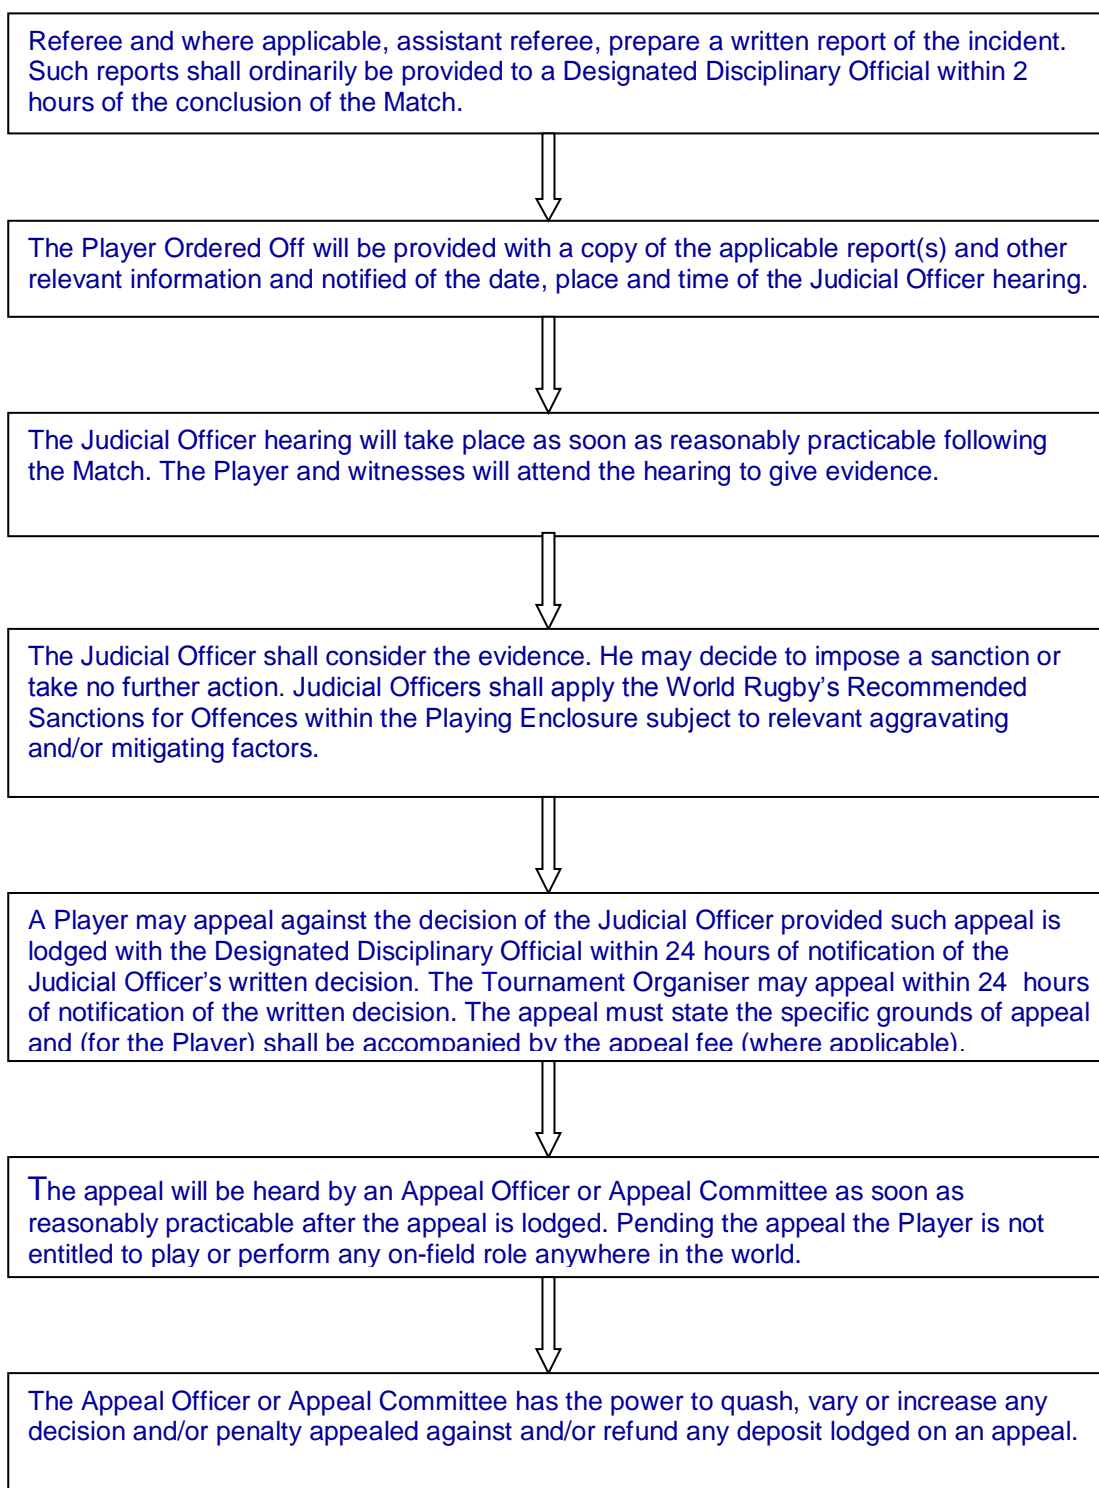 Referee and where applicable, assistant referee, prepare a written report of the incident.
Such reports shall ordinarily be provided to a Designated Disciplinary Official within 2
hours of the conclusion of the Match.
The Player Ordered Off will be provided with a copy of the applicable report(s) and other
relevant information and notified of the date, place and time of the Judicial Officer hearing.
The Judicial Officer hearing will take place as soon as reasonably practicable following
the Match. The Player and witnesses will attend the hearing to give evidence.
The Judicial Officer shall consider the evidence. He may decide to impose a sanction or
take no further action. Judicial Officers shall apply the World Rugby’s Recommended
Sanctions for Offences within the Playing Enclosure subject to relevant aggravating
and/or mitigating factors.
A Player may appeal against the decision of the Judicial Officer provided such appeal is
lodged with the Designated Disciplinary Official within 24 hours of notification of the
Judicial Officer’s written decision. The Tournament Organiser may appeal within 24  hours
of notification of the written decision. The appeal must state the specific grounds of appeal
and (for the Player) shall be accompanied by the appeal fee (where applicable).
The appeal will be heard by an Appeal Officer or Appeal Committee as soon as
reasonably practicable after the appeal is lodged. Pending the appeal the Player is not
entitled to play or perform any on-field role anywhere in the world.
The Appeal Officer or Appeal Committee has the power to quash, vary or increase any
decision and/or penalty appealed against and/or refund any deposit lodged on an appeal.